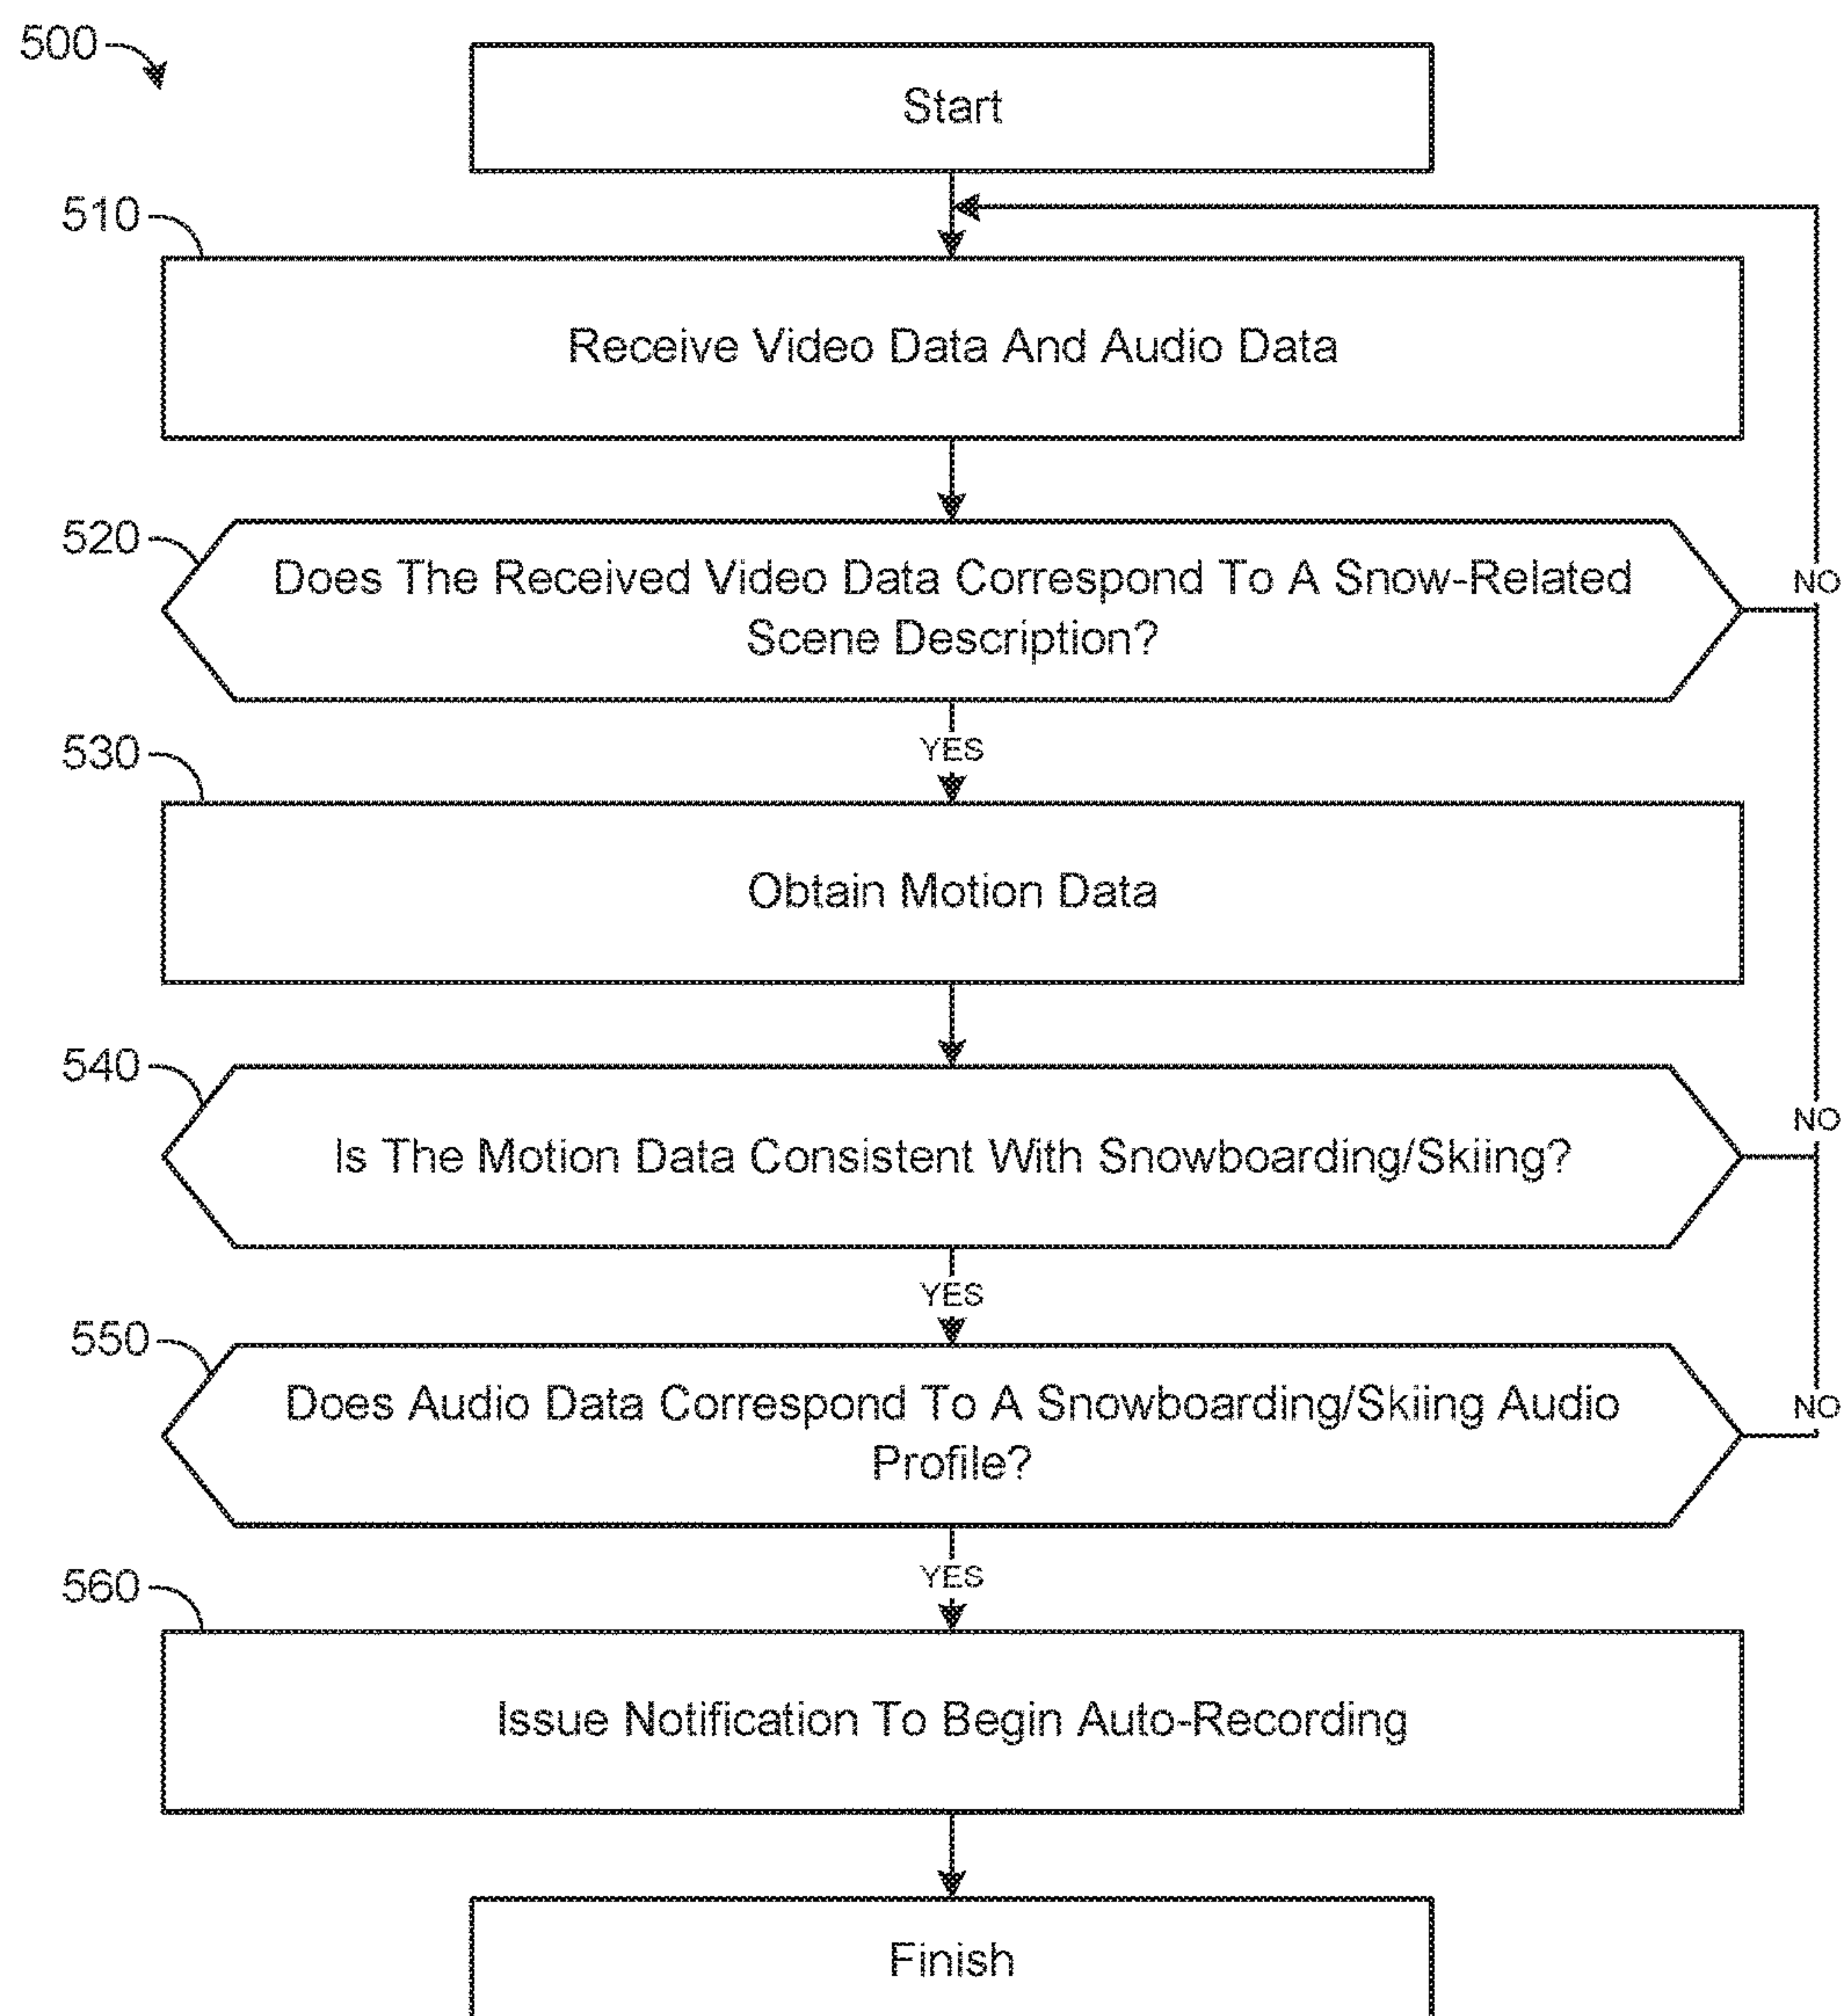 500
Start
510
Receive Video Data And Audio Data
520
Does The Received Video Data Correspond To A Snow-Related
Scene Description?
NO
YES
530
Obtain Motion Data
540
Is The Motion Data Consistent With Snowboarding/Skiing?
NO
YES
550
Does Audio Data Correspond To A Snowboarding/Skiing Audio
Profile?
NO
YES
560
Issue Notification To Begin Auto-Recording
Finish